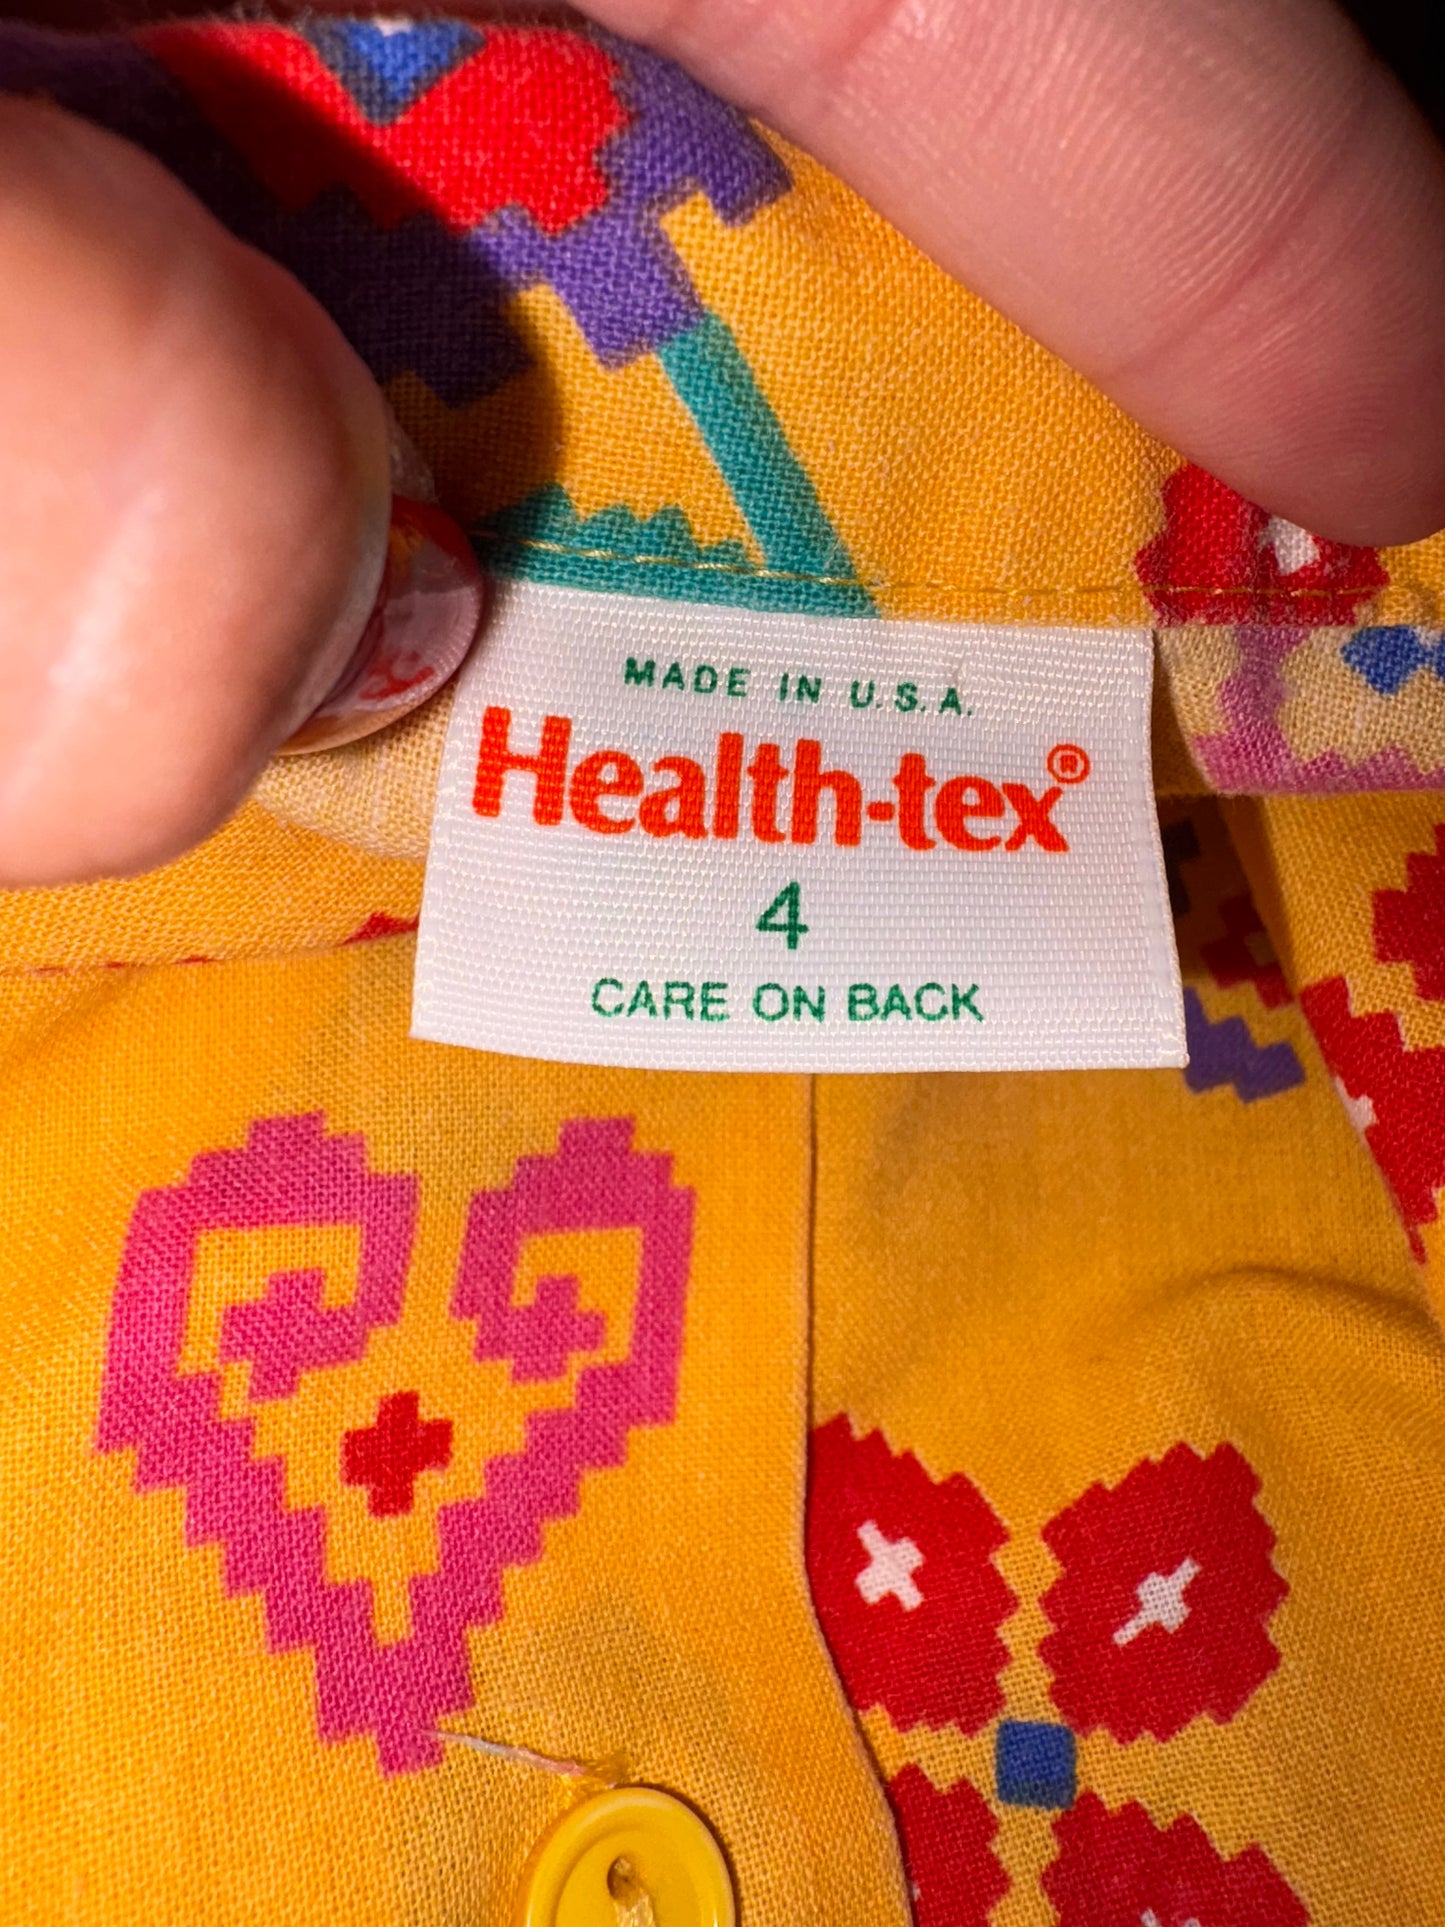 MADE IN U.S.A.
Health-tex®
4
CARE ON BACK